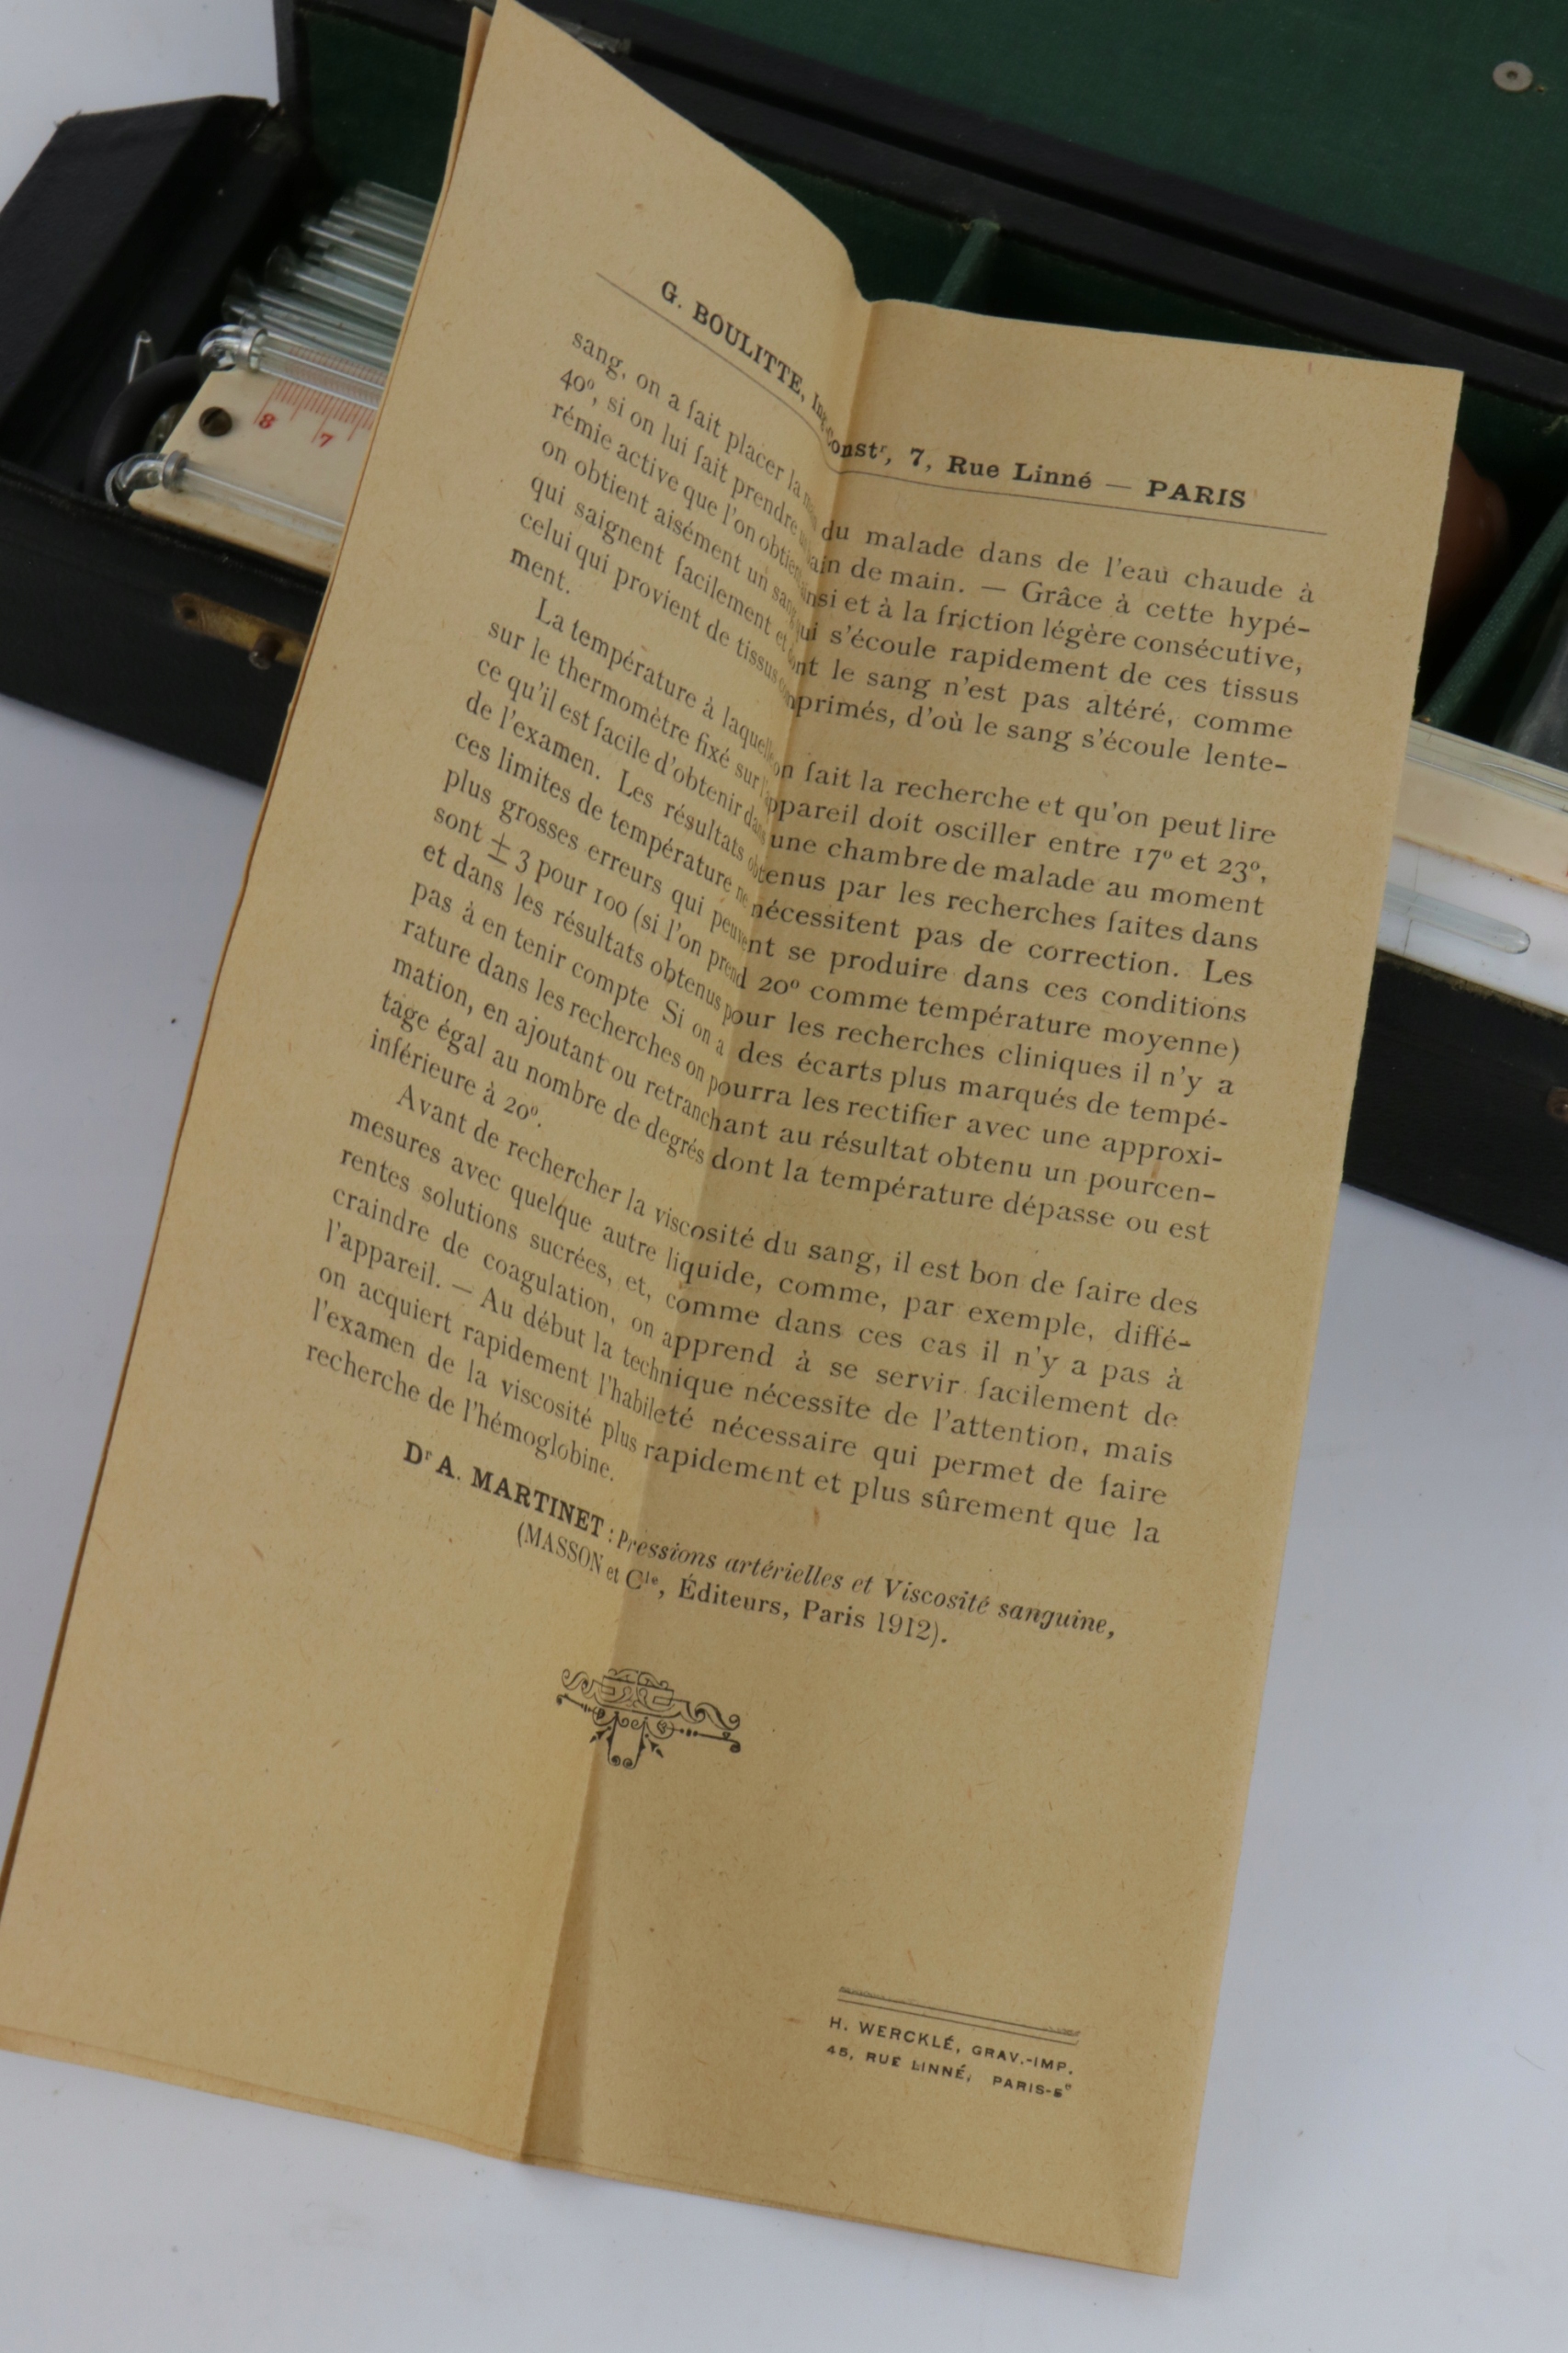 G. BOULITTE, Ing. Constr, 7, Rue Linné — PARIS
sang, on a fait placer la main du malade dans de l'eau chaude à
40º, si on lui fait prendre un bain de main. — Grâce à cette hypé-
rémie active que l'on obtient ainsi et à la friction légère consécutive,
on obtient aisément un sang qui s'écoule rapidement de ces tissus
qui saignent facilement et dont le sang n'est pas altéré, comme
celui qui provient de tissus comprimés, d'où le sang s'écoule lente-
ment.
La température à laquelle on fait la recherche et qu'on peut lire
sur le thermomètre fixé sur l'appareil doit osciller entre 17º et 23º,
ce qu'il est facile d'obtenir dans une chambre de malade au moment
de l'examen. Les résultats obtenus par les recherches faites dans
ces limites de température ne nécessitent pas de correction. Les
plus grosses erreurs qui peuvent se produire dans ces conditions
sont ± 3 pour 100 (si l'on prend 20º comme température moyenne)
et dans les résultats obtenus pour les recherches cliniques il n'y a
pas à en tenir compte Si on a des écarts plus marqués de tempé-
rature dans les recherches on pourra les rectifier avec une approxi-
mation, en ajoutant ou retranchant au résultat obtenu un pourcen-
tage égal au nombre de degrés dont la température dépasse ou est
inférieure à 20º.
Avant de rechercher la viscosité du sang, il est bon de faire des
mesures avec quelque autre liquide, comme, par exemple, diffé-
rentes solutions sucrées, et, comme dans ces cas il n'y a pas à
craindre de coagulation, on apprend à se servir facilement de
l'appareil. — Au début la technique nécessite de l'attention, mais
on acquiert rapidement l'habileté nécessaire qui permet de faire
l'examen de la viscosité plus rapidement et plus sûrement que la
recherche de l'hémoglobine.
Dr A. MARTINET : Pressions artérielles et Viscosité sanguine,
(MASSON et Cie, Éditeurs, Paris 1912).
H. WERCKLÉ, GRAV.-IMP.
45, RUE LINNÉ, PARIS-5e
8 7